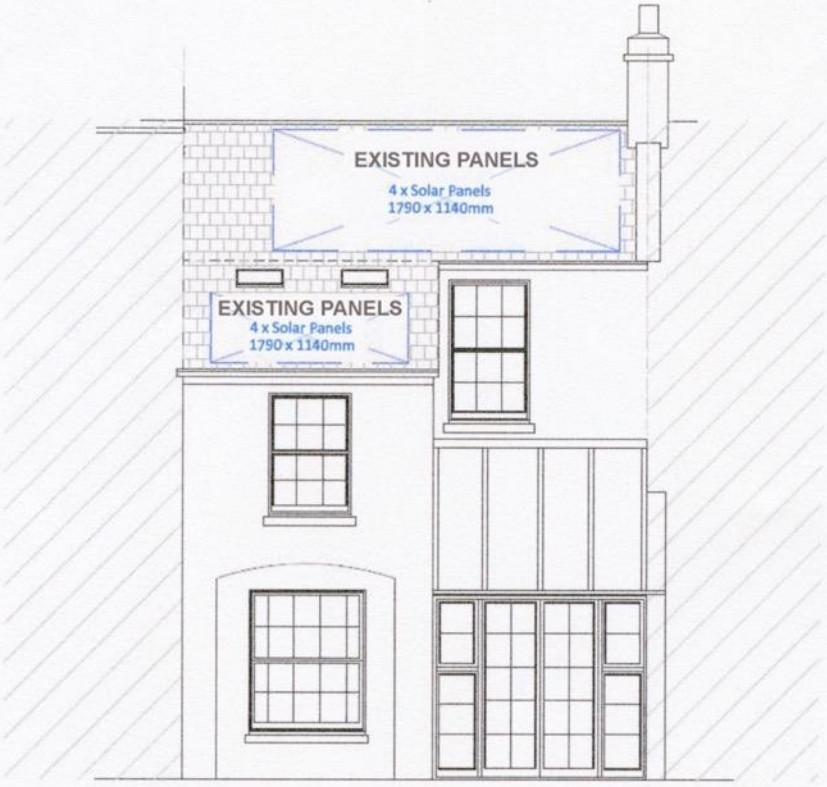 EXISTING PANELS
4 x Solar Panels
1790 x 1140mm
EXISTING PANELS
4 x Solar Panels
1790 x 1140mm